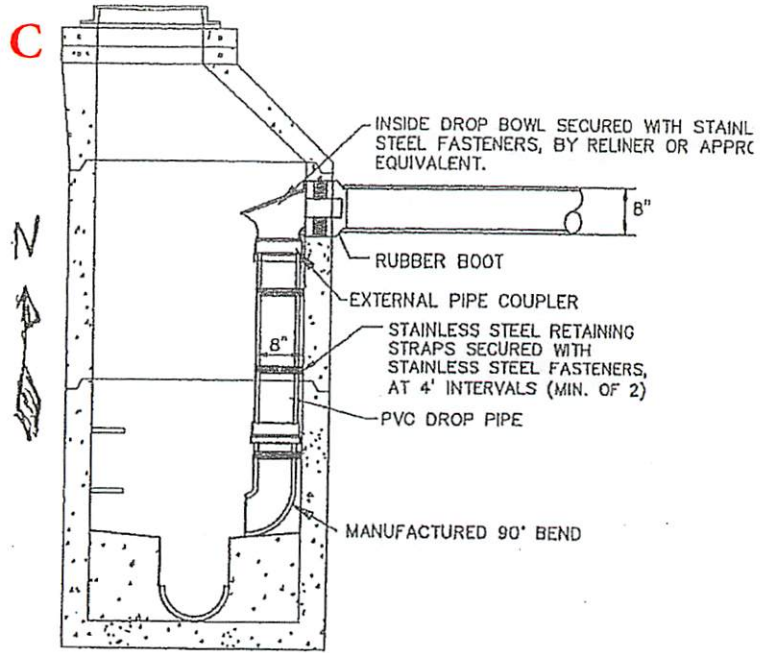 C
INSIDE DROP BOWL SECURED WITH STAINL
STEEL FASTENERS, BY RELINER OR APPRO
EQUIVALENT.
8"
RUBBER BOOT
EXTERNAL PIPE COUPLER
N
8"
STAINLESS STEEL RETAINING
STRAPS SECURED WITH
STAINLESS STEEL FASTENERS,
AT 4' INTERVALS (MIN. OF 2)
PVC DROP PIPE
MANUFACTURED 90° BEND